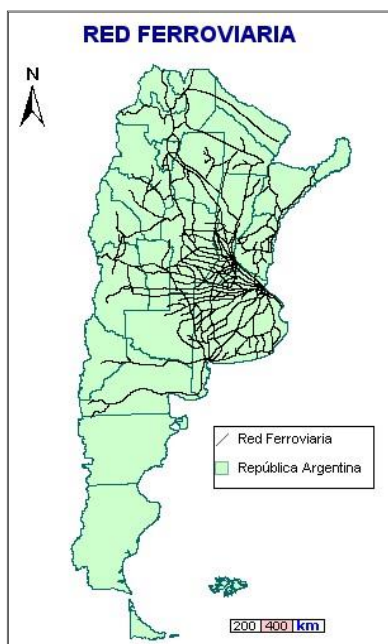 RED FERROVIARIA
N
Red Ferroviaria
República Argentina
200 400 km